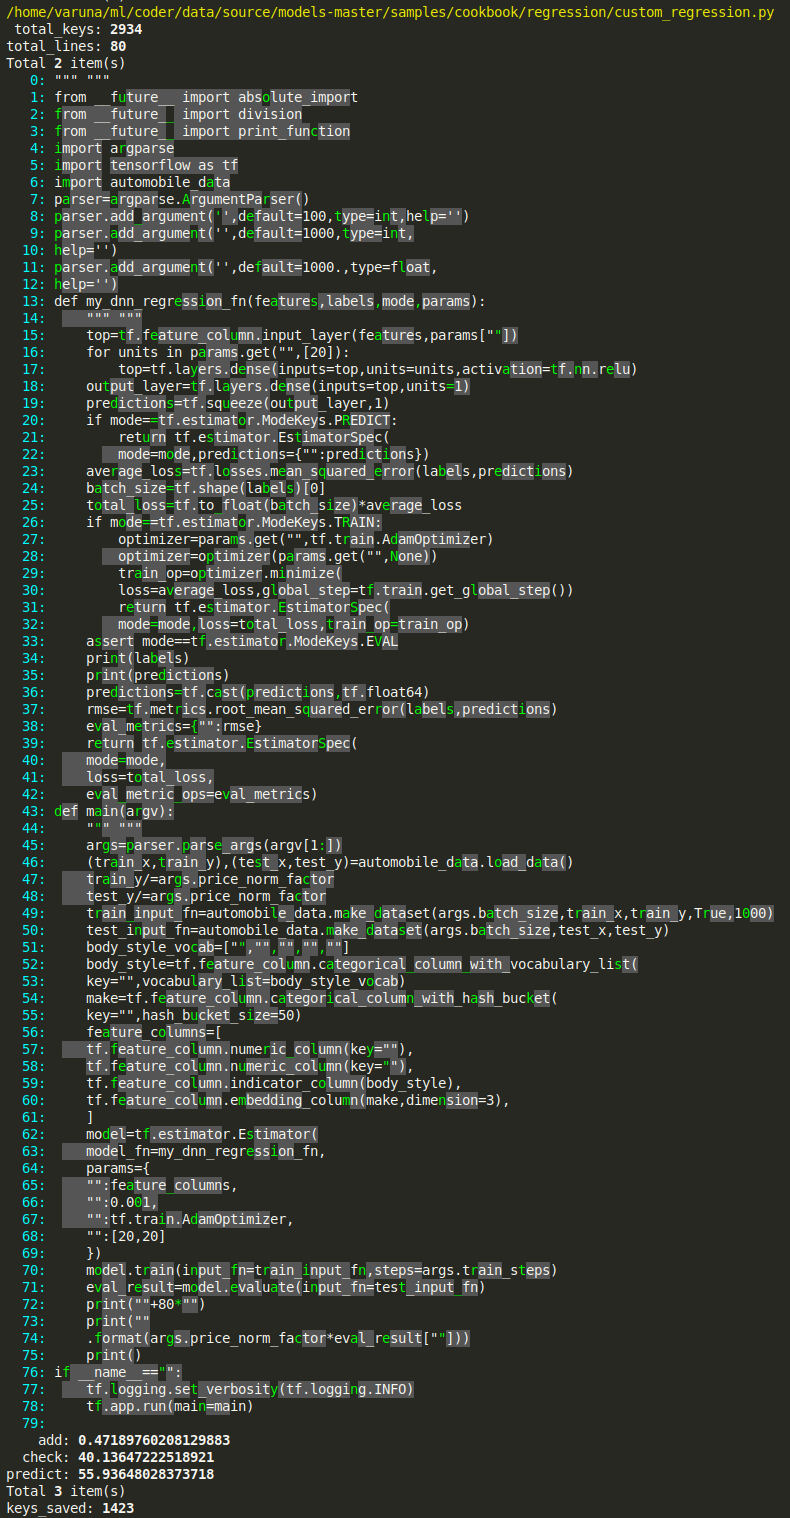 /home/varuna/ml/coder/data/source/models-master/samples/cookbook/regression/custom_regression.py
 total_keys: 2934
total_lines: 80
Total 2 item(s)
   0: """ """
   1: from __future__ import absolute_import
   2: from __future__ import division
   3: from __future__ import print_function
   4: import argparse
   5: import tensorflow as tf
   6: import automobile_data
   7: parser=argparse.ArgumentParser()
   8: parser.add_argument('',default=100,type=int,help='')
   9: parser.add_argument('',default=1000,type=int,
  10: help='')
  11: parser.add_argument('',default=1000.,type=float,
  12: help='')
  13: def my_dnn_regression_fn(features,labels,mode,params):
  14:     """ """
  15:     top=tf.feature_column.input_layer(features,params[""])
  16:     for units in params.get("",[20]):
  17:         top=tf.layers.dense(inputs=top,units=units,activation=tf.nn.relu)
  18:     output_layer=tf.layers.dense(inputs=top,units=1)
  19:     predictions=tf.squeeze(output_layer,1)
  20:     if mode==tf.estimator.ModeKeys.PREDICT:
  21:         return tf.estimator.EstimatorSpec(
  22:         mode=mode,predictions={"":predictions})
  23:     average_loss=tf.losses.mean_squared_error(labels,predictions)
  24:     batch_size=tf.shape(labels)[0]
  25:     total_loss=tf.to_float(batch_size)*average_loss
  26:     if mode==tf.estimator.ModeKeys.TRAIN:
  27:         optimizer=params.get("",tf.train.AdamOptimizer)
  28:         optimizer=optimizer(params.get("",None))
  29:         train_op=optimizer.minimize(
  30:         loss=average_loss,global_step=tf.train.get_global_step())
  31:         return tf.estimator.EstimatorSpec(
  32:         mode=mode,loss=total_loss,train_op=train_op)
  33:     assert mode==tf.estimator.ModeKeys.EVAL
  34:     print(labels)
  35:     print(predictions)
  36:     predictions=tf.cast(predictions,tf.float64)
  37:     rmse=tf.metrics.root_mean_squared_error(labels,predictions)
  38:     eval_metrics={"":rmse}
  39:     return tf.estimator.EstimatorSpec(
  40:     mode=mode,
  41:     loss=total_loss,
  42:     eval_metric_ops=eval_metrics)
  43: def main(argv):
  44:     """ """
  45:     args=parser.parse_args(argv[1:])
  46:     (train_x,train_y),(test_x,test_y)=automobile_data.load_data()
  47:     train_y/=args.price_norm_factor
  48:     test_y/=args.price_norm_factor
  49:     train_input_fn=automobile_data.make_dataset(args.batch_size,train_x,train_y,True,1000)
  50:     test_input_fn=automobile_data.make_dataset(args.batch_size,test_x,test_y)
  51:     body_style_vocab=["","","","",""]
  52:     body_style=tf.feature_column.categorical_column_with_vocabulary_list(
  53:     key="",vocabulary_list=body_style_vocab)
  54:     make=tf.feature_column.categorical_column_with_hash_bucket(
  55:     key="",hash_bucket_size=50)
  56:     feature_columns=[
  57:     tf.feature_column.numeric_column(key=""),
  58:     tf.feature_column.numeric_column(key=""),
  59:     tf.feature_column.indicator_column(body_style),
  60:     tf.feature_column.embedding_column(make,dimension=3),
  61:     ]
  62:     model=tf.estimator.Estimator(
  63:     model_fn=my_dnn_regression_fn,
  64:     params={
  65:     "":feature_columns,
  66:     "":0.001,
  67:     "":tf.train.AdamOptimizer,
  68:     "":[20,20]
  69:     })
  70:     model.train(input_fn=train_input_fn,steps=args.train_steps)
  71:     eval_result=model.evaluate(input_fn=test_input_fn)
  72:     print(""+80*"")
  73:     print(""
  74:     .format(args.price_norm_factor*eval_result[""]))
  75:     print()
  76: if __name__=="":
  77:     tf.logging.set_verbosity(tf.logging.INFO)
  78:     tf.app.run(main=main)
  79:
    add: 0.47189760208129883
  check: 40.13647222518921
predict: 55.93648028373718
Total 3 item(s)
keys_saved: 1423